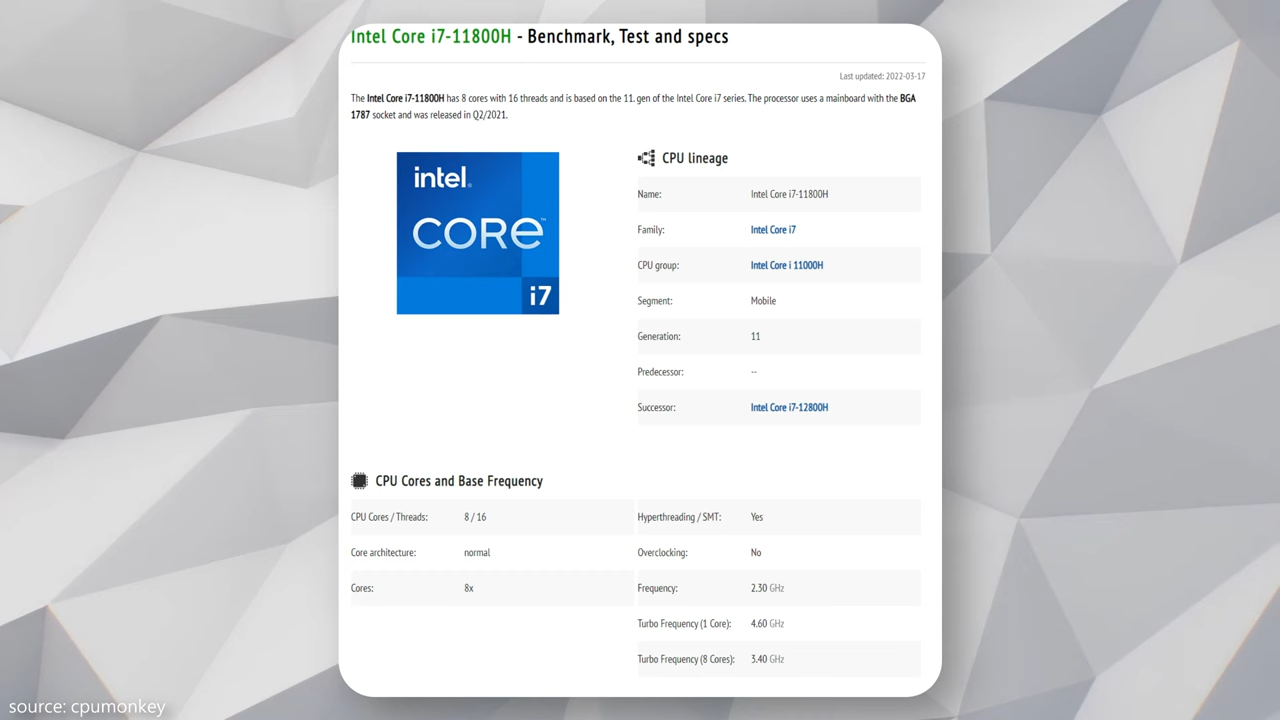 Intel Core i7-11800H - Benchmark, Test and specs
Last updated: 2022-03-17
The Intel Core i7-11800H has 8 cores with 16 threads and is based on the 11. gen of the Intel Core i7 series. The processor uses a mainboard with the BGA
1787 socket and was released in Q2/2021.
intel.
CORE™
i7
CPU lineage
Name: Intel Core i7-11800H
Family: Intel Core i7
CPU group: Intel Core i 11000H
Segment: Mobile
Generation: 11
Predecessor: --
Successor: Intel Core i7-12800H
CPU Cores and Base Frequency
CPU Cores / Threads: 8 / 16
Core architecture: normal
Cores: 8x
Hyperthreading / SMT: Yes
Overclocking: No
Frequency: 2.30 GHz
Turbo Frequency (1 Core): 4.60 GHz
Turbo Frequency (8 Cores): 3.40 GHz
source: cpumonkey